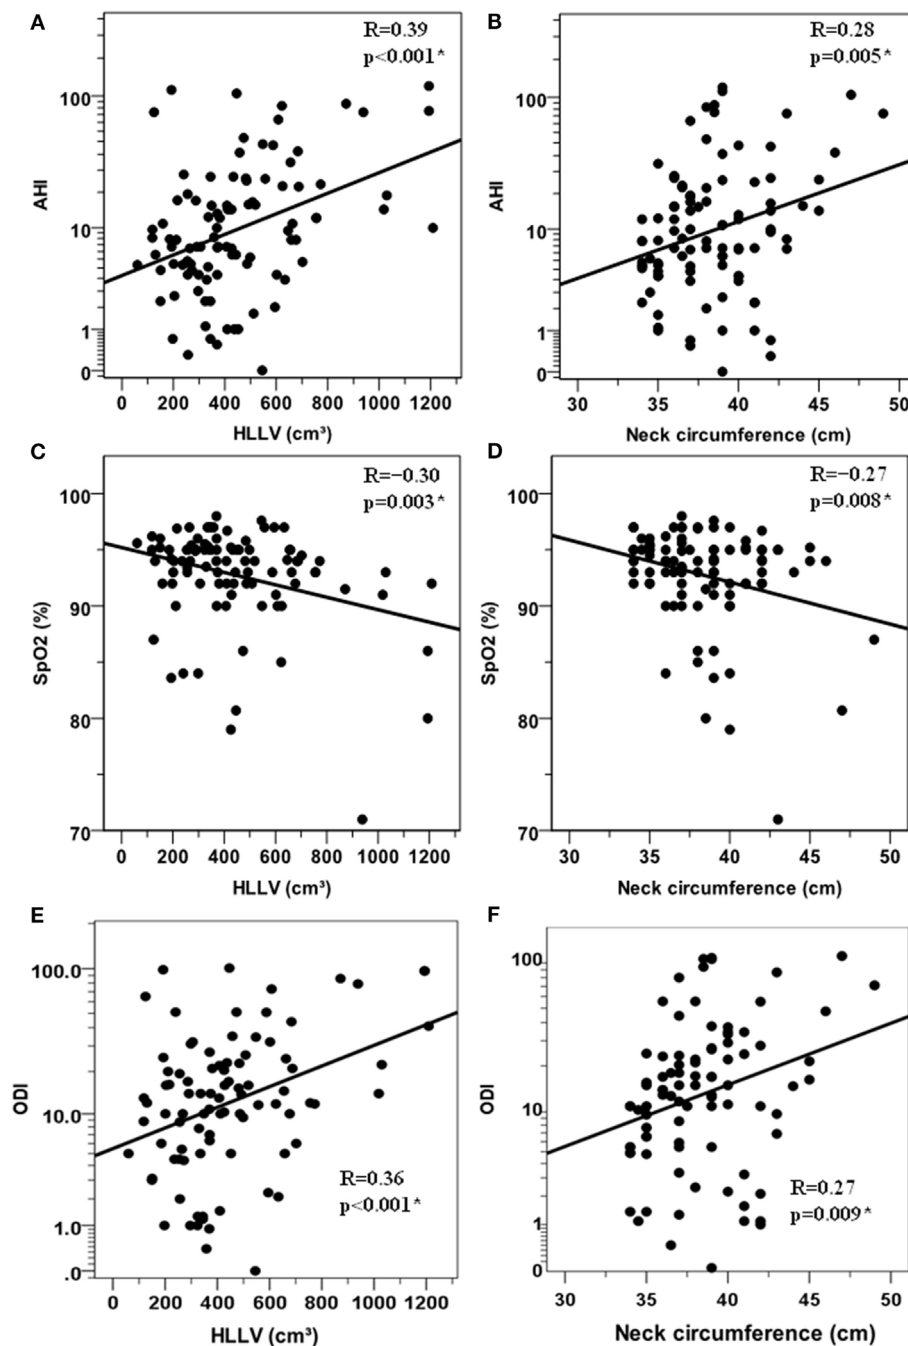 A
R=0.39
p<0.001*
AHI
100
10
1
0
0 200 400 600 800 1000 1200
HLLV (cm³)
B
R=0.28
p=0.005*
AHI
100
10
1
0
30 35 40 45 50
Neck circumference (cm)
C
R=−0.30
p=0.003*
SpO2 (%)
100
90
80
70
0 200 400 600 800 1000 1200
HLLV (cm³)
D
R=−0.27
p=0.008*
SpO2 (%)
100
90
80
70
30 35 40 45 50
Neck circumference (cm)
E
ODI
100.0
10.0
1.0
.0
R=0.36
p<0.001*
0 200 400 600 800 1000 1200
HLLV (cm³)
F
ODI
100
10
1
0
R=0.27
p=0.009*
30 35 40 45 50
Neck circumference (cm)